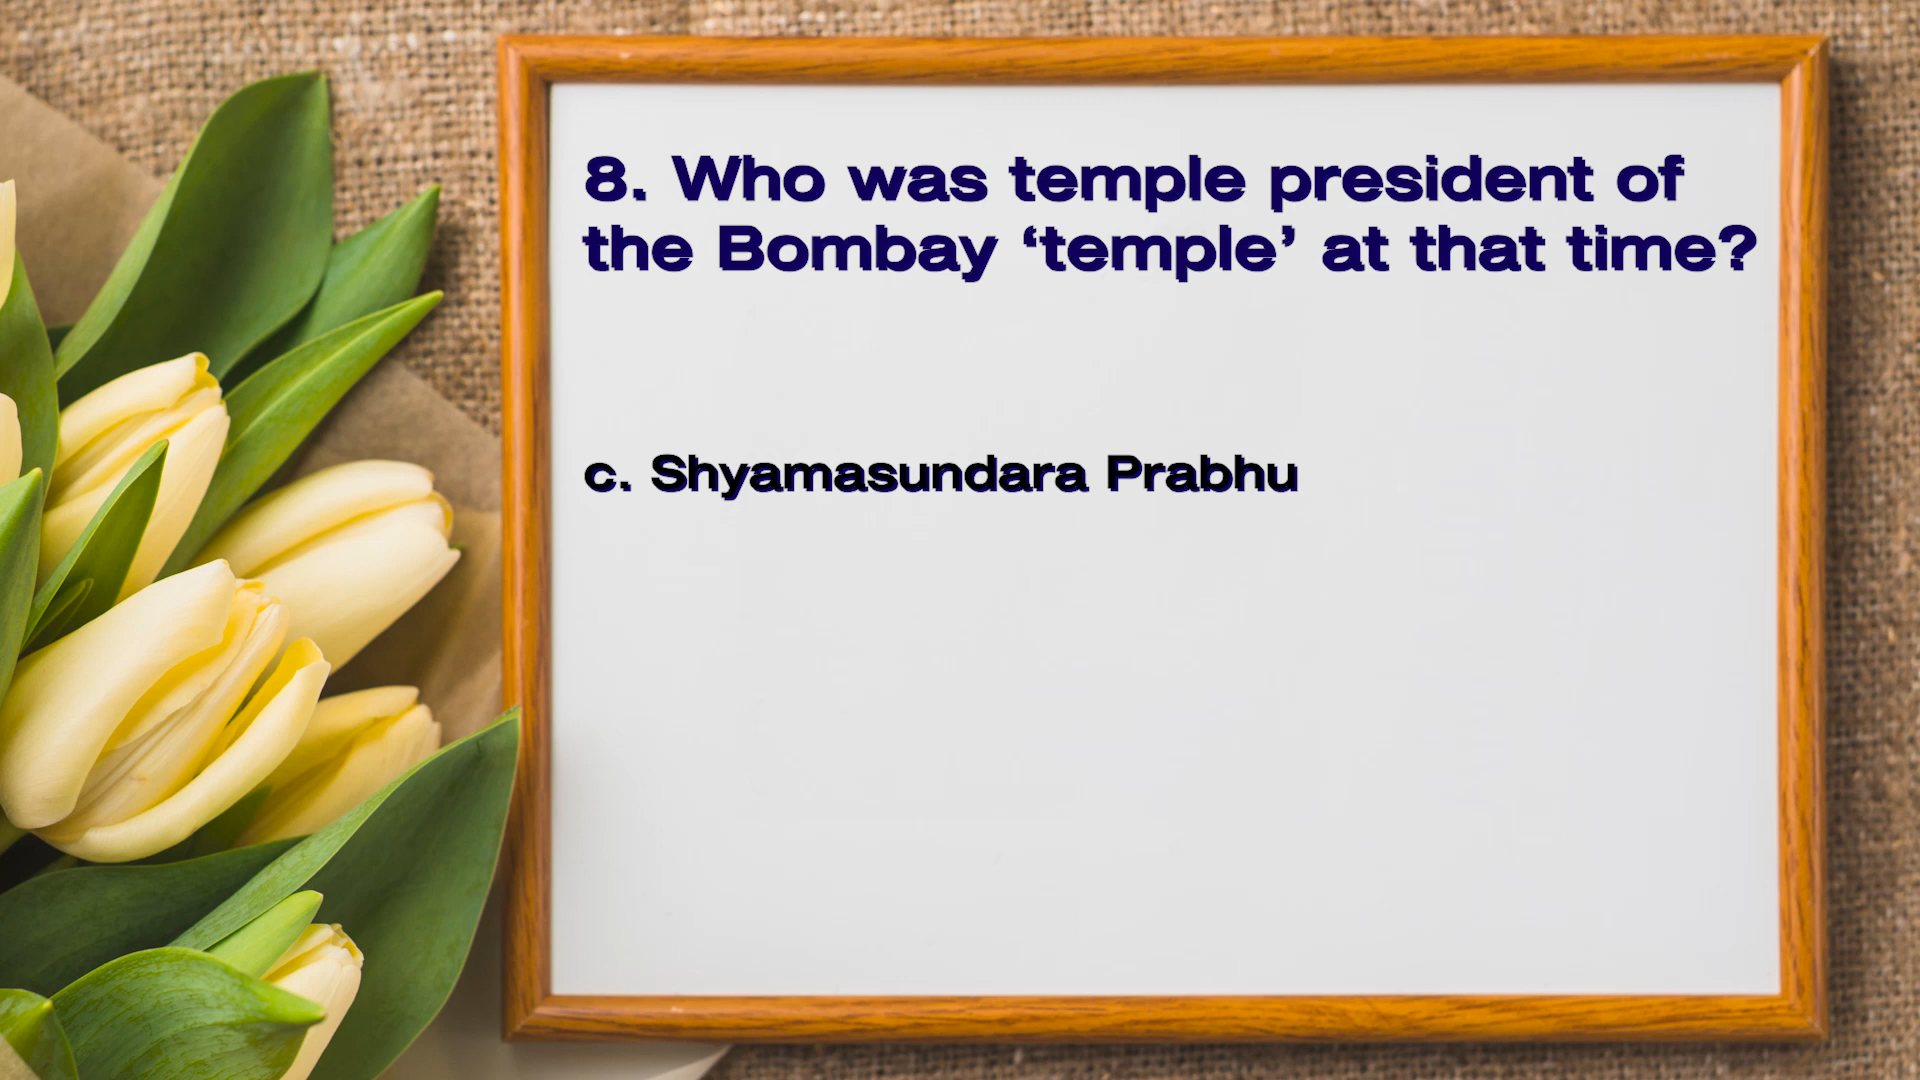 8. Who was temple president of
the Bombay ‘temple’ at that time?
c. Shyamasundara Prabhu